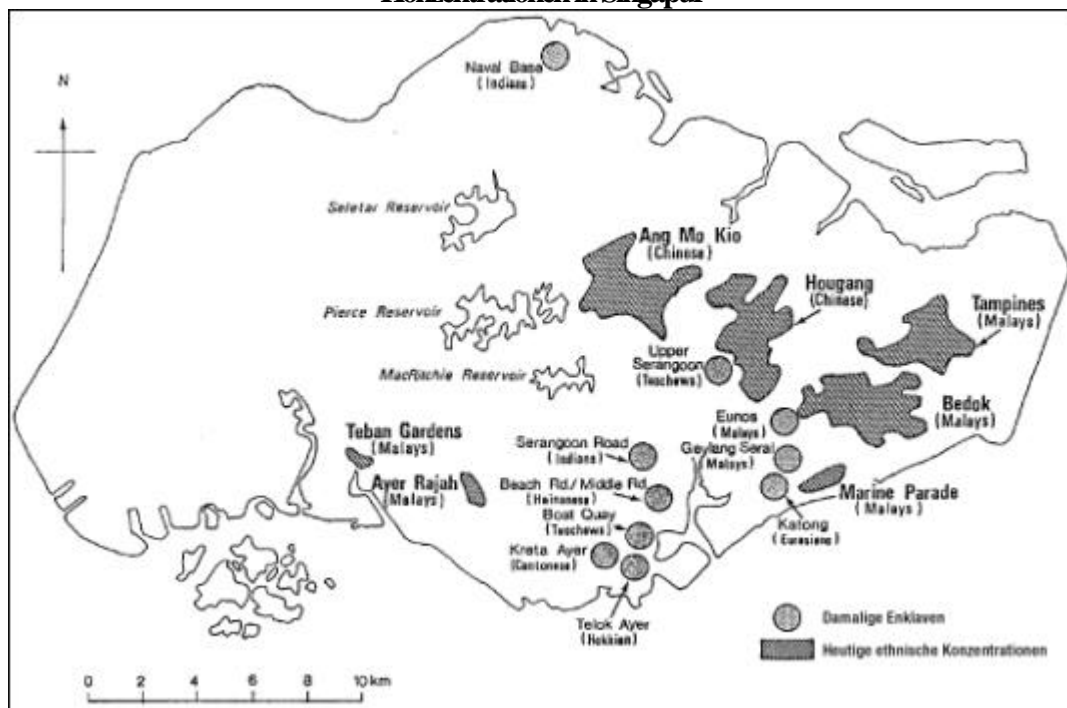 Konzentrationen in Singapur
Naval Base
(Indians)
N
Seletar Reservoir
Ang Mo Kio
(Chinese)
Hougang
(Chinese)
Tampines
(Malays)
Pierce Reservoir
Upper
Serangoon
(Teochews)
MacRitchie Reservoir
Bedok
(Malays)
Eunos
(Malays)
Teban Gardens
(Malays)
Serangoon Road
(Indians)
Geylang Serai
(Malays)
Ayer Rajah
(Malays)
Beach Rd./Middle Rd.
(Hainanese)
Marine Parade
(Malays)
Boat Quay
(Teochews)
Katong
(Eurasians)
Kreta Ayer
(Cantonese)
Telok Ayer
(Hokkien)
Damalige Enklaven
Heutige ethnische Konzentrationen
0 2 4 6 8 10 km